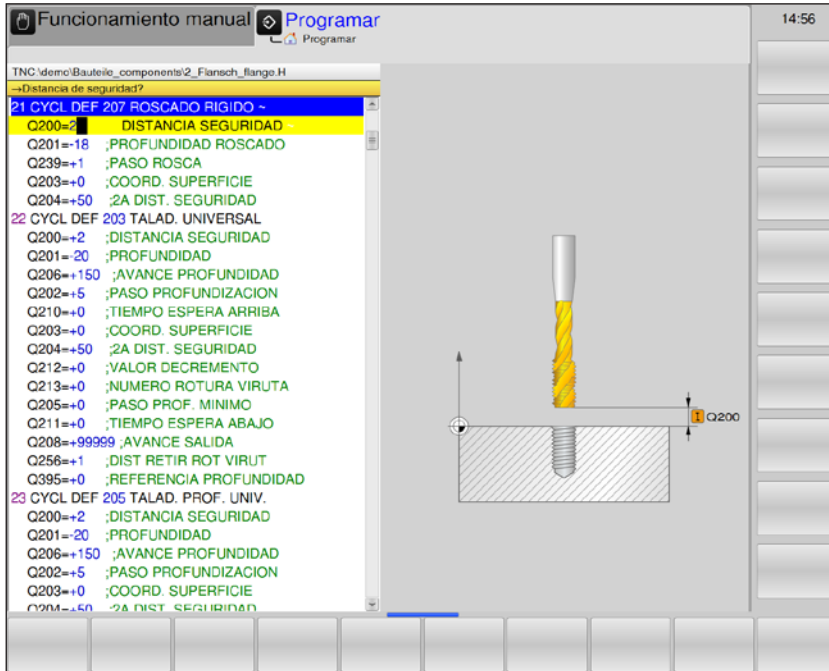 Funcionamiento manual
Programar
Programar
14:56
TNC:\demo\Bauteile_components\2_Flansch_flange.H
→Distancia de seguridad?
21 CYCL DEF 207 ROSCADO RIGIDO ~
Q200=2 DISTANCIA SEGURIDAD ~
Q201=-18 ;PROFUNDIDAD ROSCADO
Q239=+1 ;PASO ROSCA
Q203=+0 ;COORD. SUPERFICIE
Q204=+50 ;2A DIST. SEGURIDAD
22 CYCL DEF 203 TALAD. UNIVERSAL
Q200=+2 ;DISTANCIA SEGURIDAD
Q201=-20 ;PROFUNDIDAD
Q206=+150 ;AVANCE PROFUNDIDAD
Q202=+5 ;PASO PROFUNDIZACION
Q210=+0 ;TIEMPO ESPERA ARRIBA
Q203=+0 ;COORD. SUPERFICIE
Q204=+50 ;2A DIST. SEGURIDAD
Q212=+0 ;VALOR DECREMENTO
Q213=+0 ;NUMERO ROTURA VIRUTA
Q205=+0 ;PASO PROF. MINIMO
Q211=+0 ;TIEMPO ESPERA ABAJO
Q208=+99999 ;AVANCE SALIDA
Q256=+1 ;DIST RETIR ROT VIRUT
Q395=+0 ;REFERENCIA PROFUNDIDAD
23 CYCL DEF 205 TALAD. PROF. UNIV.
Q200=+2 ;DISTANCIA SEGURIDAD
Q201=-20 ;PROFUNDIDAD
Q206=+150 ;AVANCE PROFUNDIDAD
Q202=+5 ;PASO PROFUNDIZACION
Q203=+0 ;COORD. SUPERFICIE
Q204=+50 ;2A DIST. SEGURIDAD
Q200